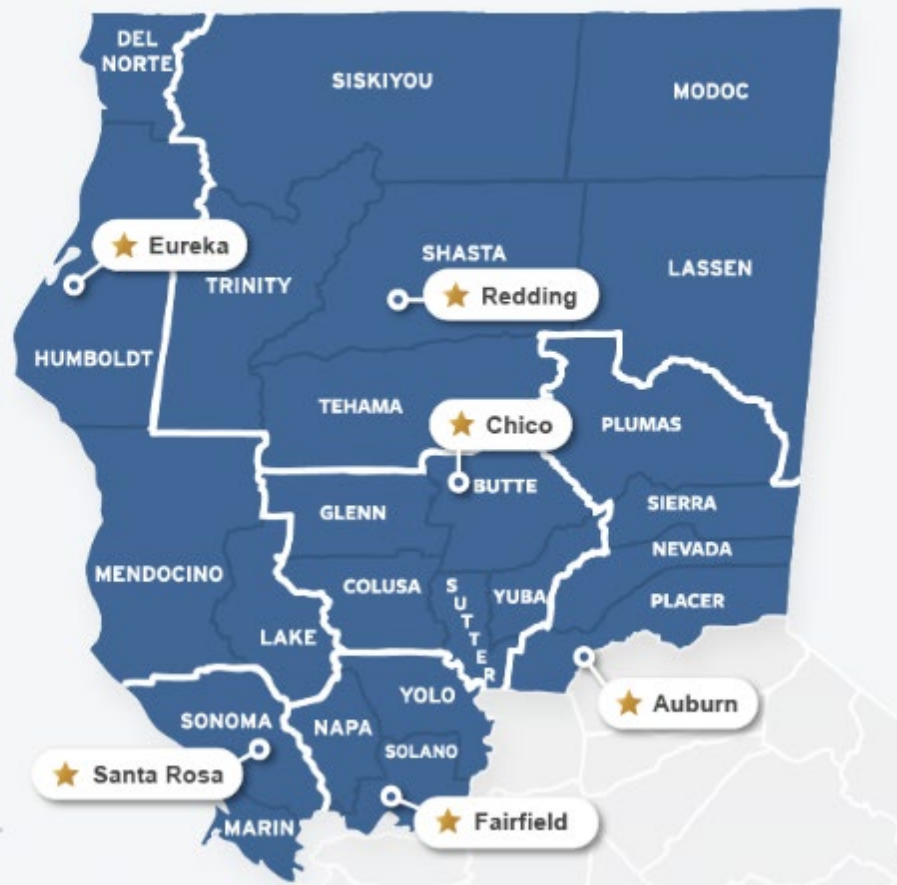 DEL
NORTE
SISKIYOU
MODOC
Eureka
TRINITY
SHASTA
LASSEN
Redding
HUMBOLDT
TEHAMA
Chico
PLUMAS
BUTTE
GLENN
SIERRA
NEVADA
MENDOCINO
COLUSA
SUTTER
YUBA
PLACER
LAKE
Auburn
SONOMA
NAPA
YOLO
SOLANO
Santa Rosa
MARIN
Fairfield